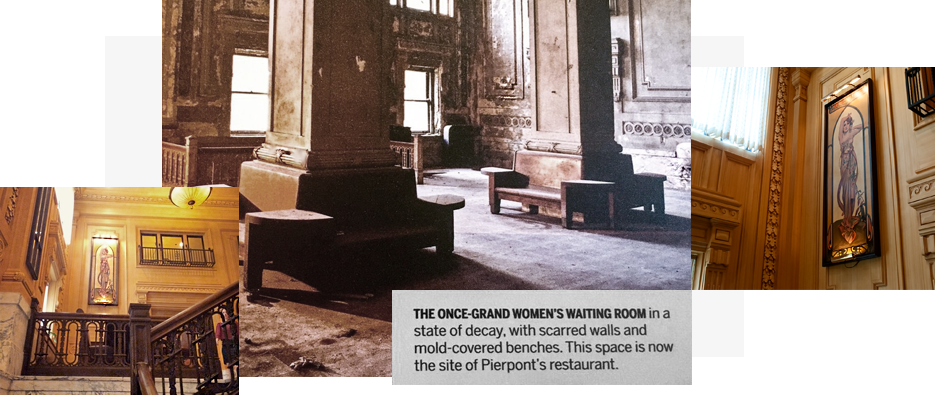 THE ONCE-GRAND WOMEN'S WAITING ROOM in a
state of decay, with scarred walls and
mold-covered benches. This space is now
the site of Pierpont's restaurant.